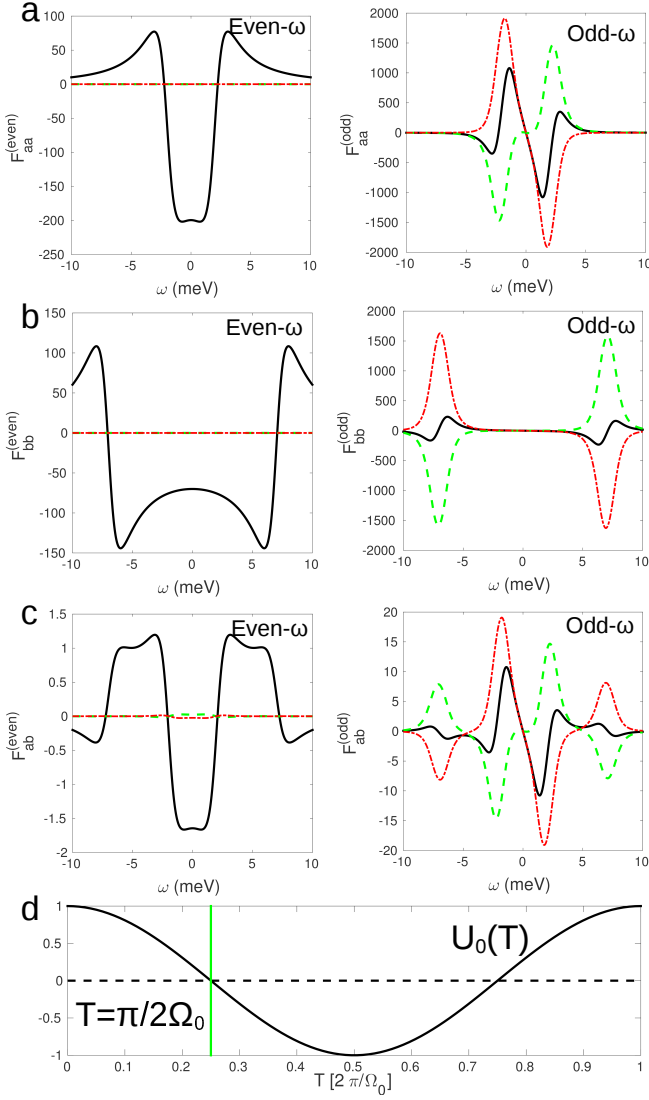 a
Even-ω
Odd-ω
100
50
0
-50
-100
-150
-200
-250
F_aa^(even)
-10 -5 0 5 10
ω (meV)
2000
1500
1000
500
0
-500
-1000
-1500
-2000
F_aa^(odd)
-10 -5 0 5 10
ω (meV)
b
Even-ω
Odd-ω
150
100
50
0
-50
-100
-150
F_bb^(even)
-10 -5 0 5 10
ω (meV)
2000
1500
1000
500
0
-500
-1000
-1500
-2000
F_bb^(odd)
-10 -5 0 5 10
ω (meV)
c
Even-ω
Odd-ω
1.5
1
0.5
0
-0.5
-1
-1.5
-2
F_ab^(even)
-10 -5 0 5 10
ω (meV)
20
15
10
5
0
-5
-10
-15
-20
F_ab^(odd)
-10 -5 0 5 10
ω (meV)
d
1
0.5
0
-0.5
-1
U₀(T)
T=π/2Ω₀
0 0.1 0.2 0.3 0.4 0.5 0.6 0.7 0.8 0.9 1
T [2 π/Ω₀]